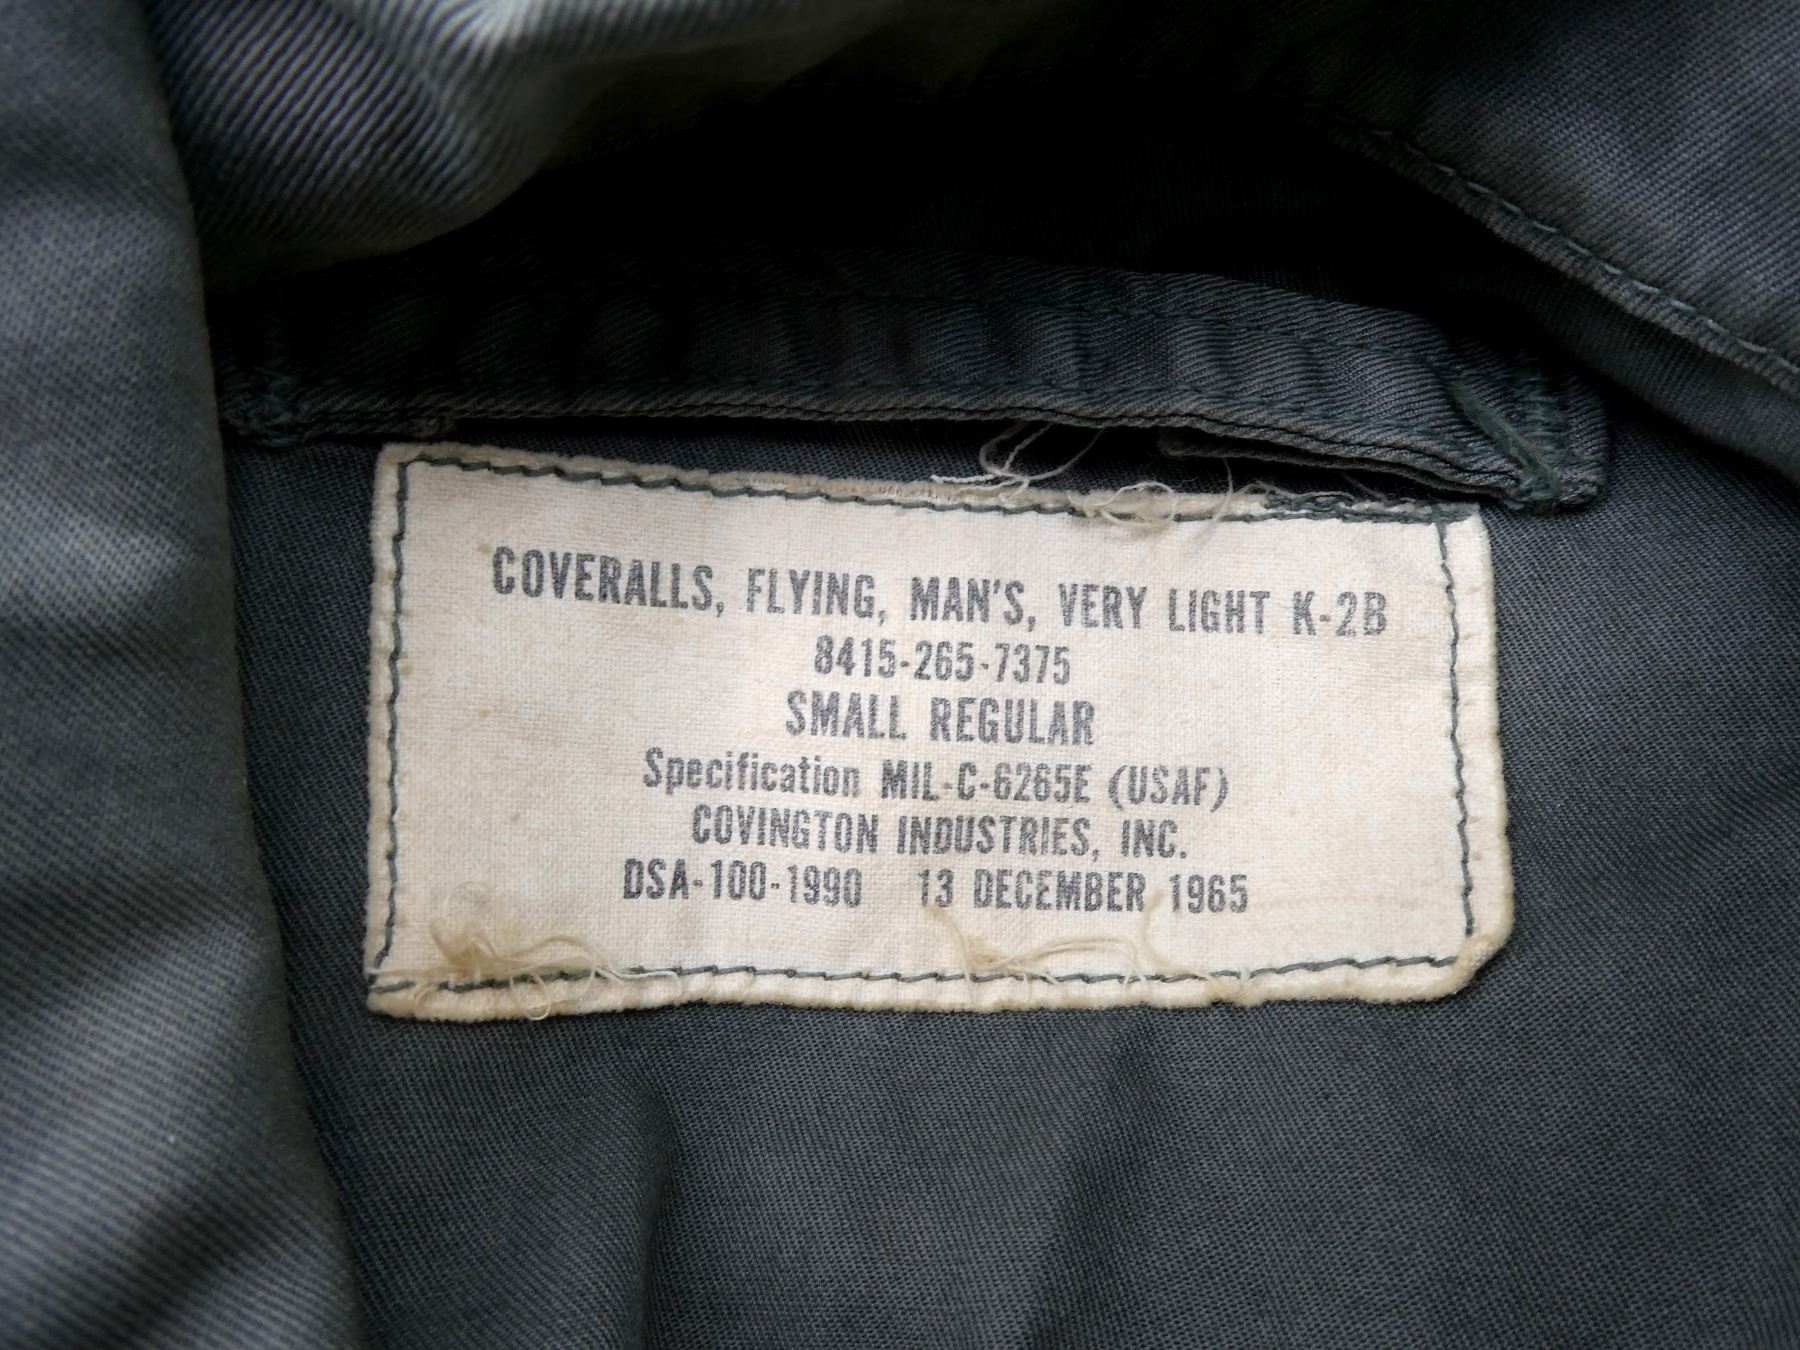 COVERALLS, FLYING, MAN'S, VERY LIGHT K-2B
8415-265-7375
SMALL REGULAR
Specification MIL-C-6265E (USAF)
COVINGTON INDUSTRIES, INC.
DSA-100-1990 13 DECEMBER 1965